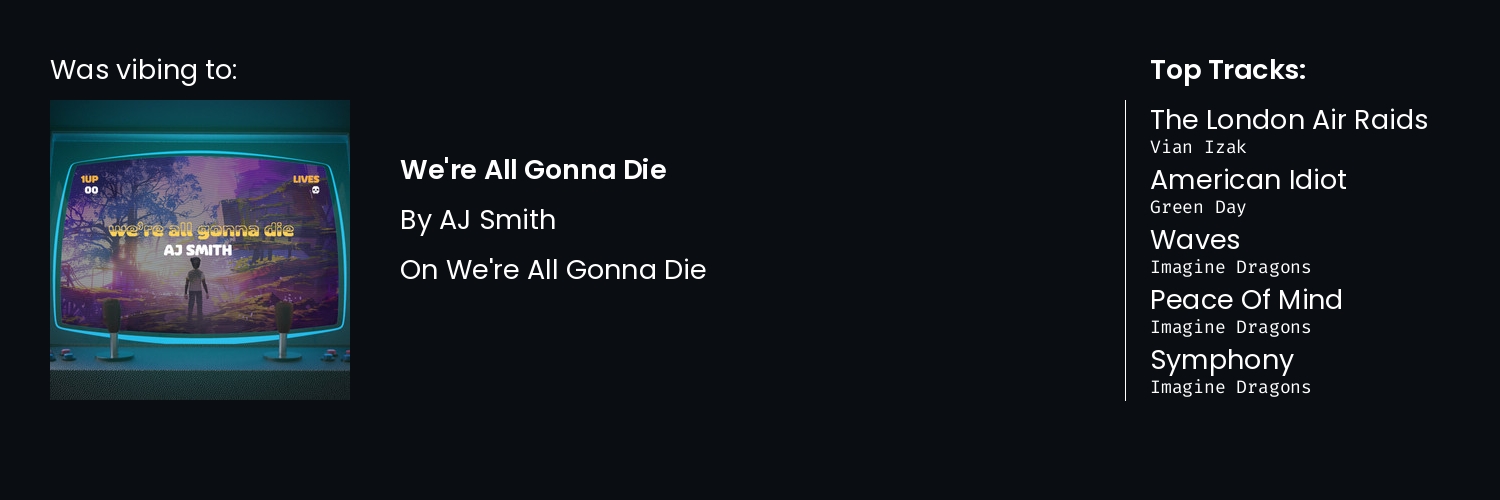 Was vibing to:
1UP
00
LIVES
we're all gonna die
AJ SMITH
We're All Gonna Die
By AJ Smith
On We're All Gonna Die
Top Tracks:
The London Air Raids
Vian Izak
American Idiot
Green Day
Waves
Imagine Dragons
Peace Of Mind
Imagine Dragons
Symphony
Imagine Dragons